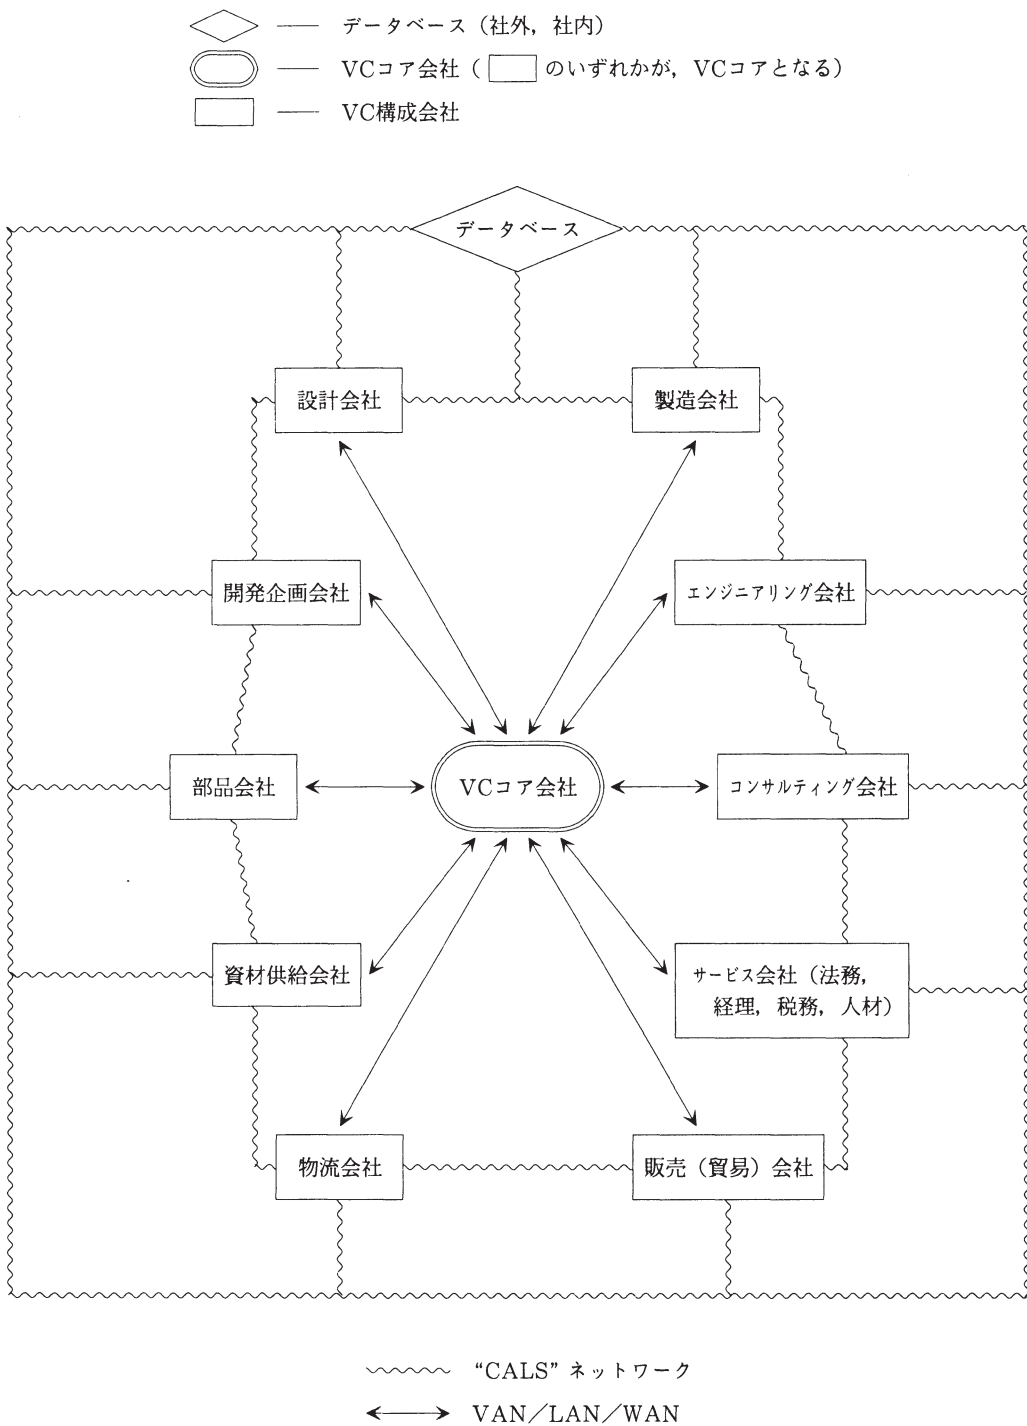 データベース（社外，社内）
VCコア会社（　　のいずれかが，VCコアとなる）
VC構成会社
データベース
設計会社
製造会社
開発企画会社
エンジニアリング会社
部品会社
VCコア会社
コンサルティング会社
資材供給会社
サービス会社（法務，
経理，税務，人材）
物流会社
販売（貿易）会社
“CALS”ネットワーク
VAN／LAN／WAN